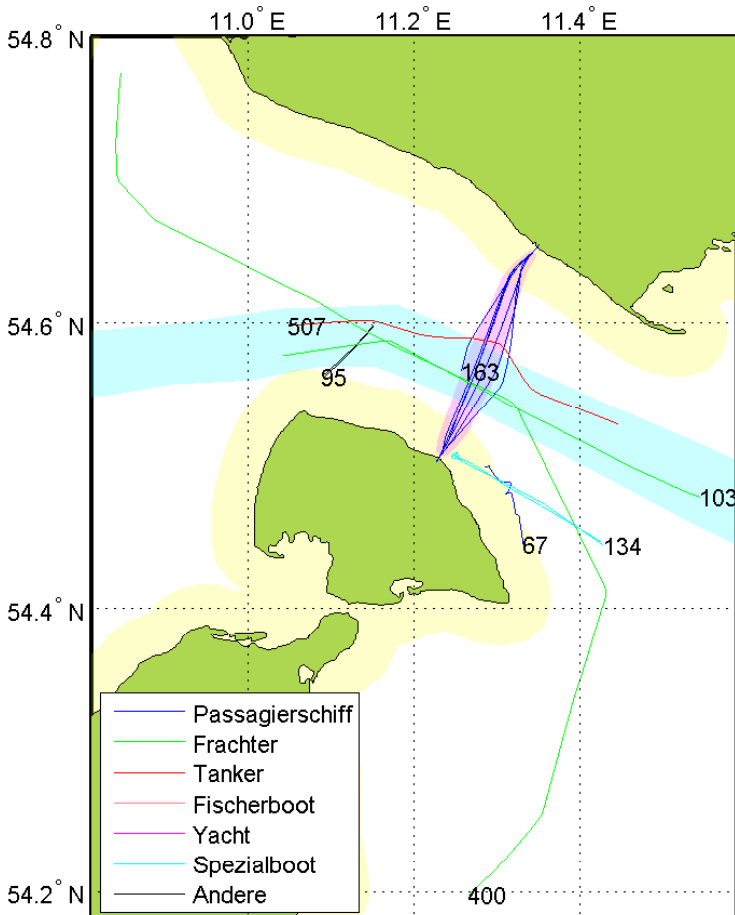 11.0° E 11.2° E 11.4° E
54.8° N
54.6° N
507
95
163
103
67
134
54.4° N
Passagierschiff
Frachter
Tanker
Fischerboot
Yacht
Spezialboot
Andere
54.2° N
400